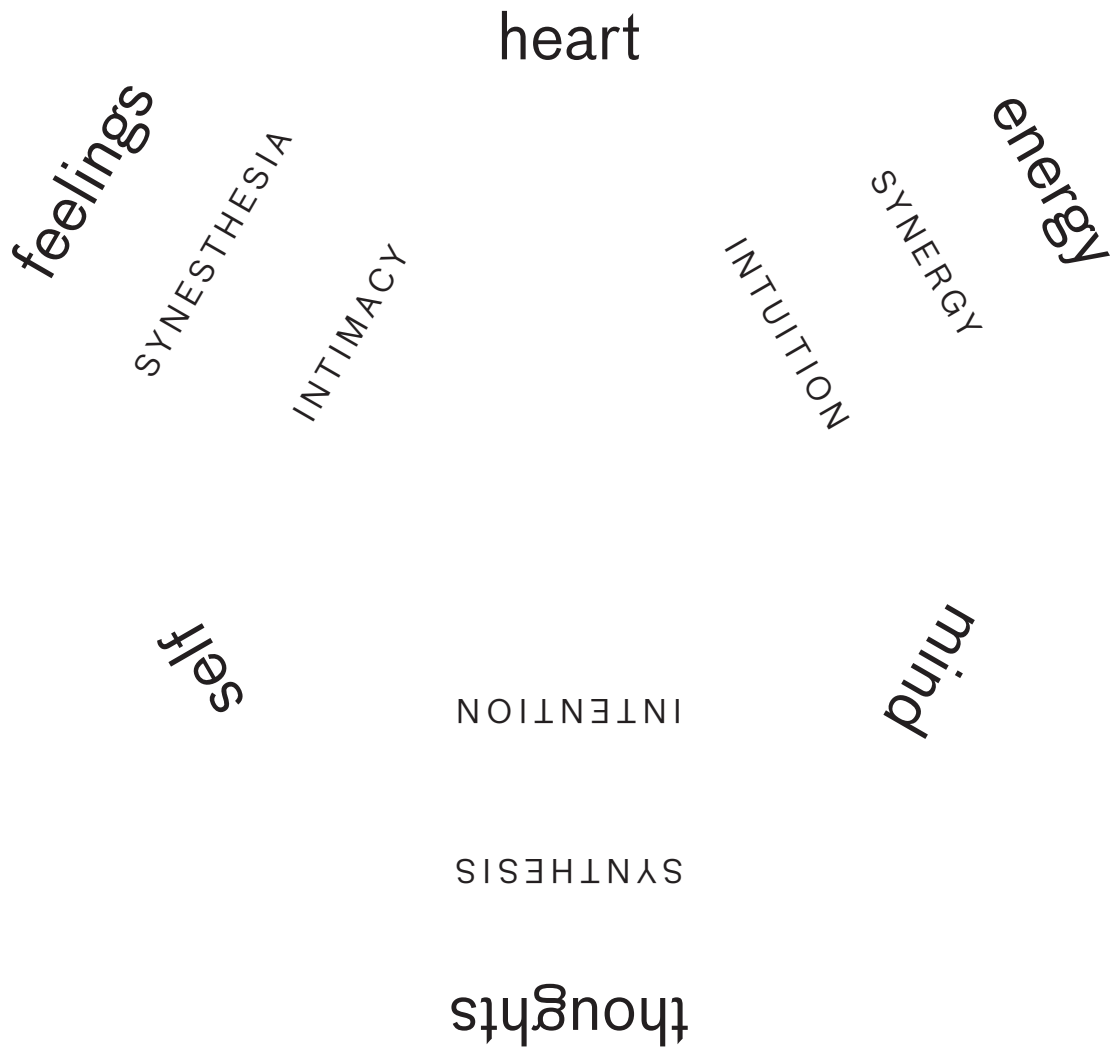 heart
feelings
energy
SYNESTHESIA
SYNERGY
INTIMACY
INTUITION
self
mind
INTENTION
SYNTHESIS
thoughts